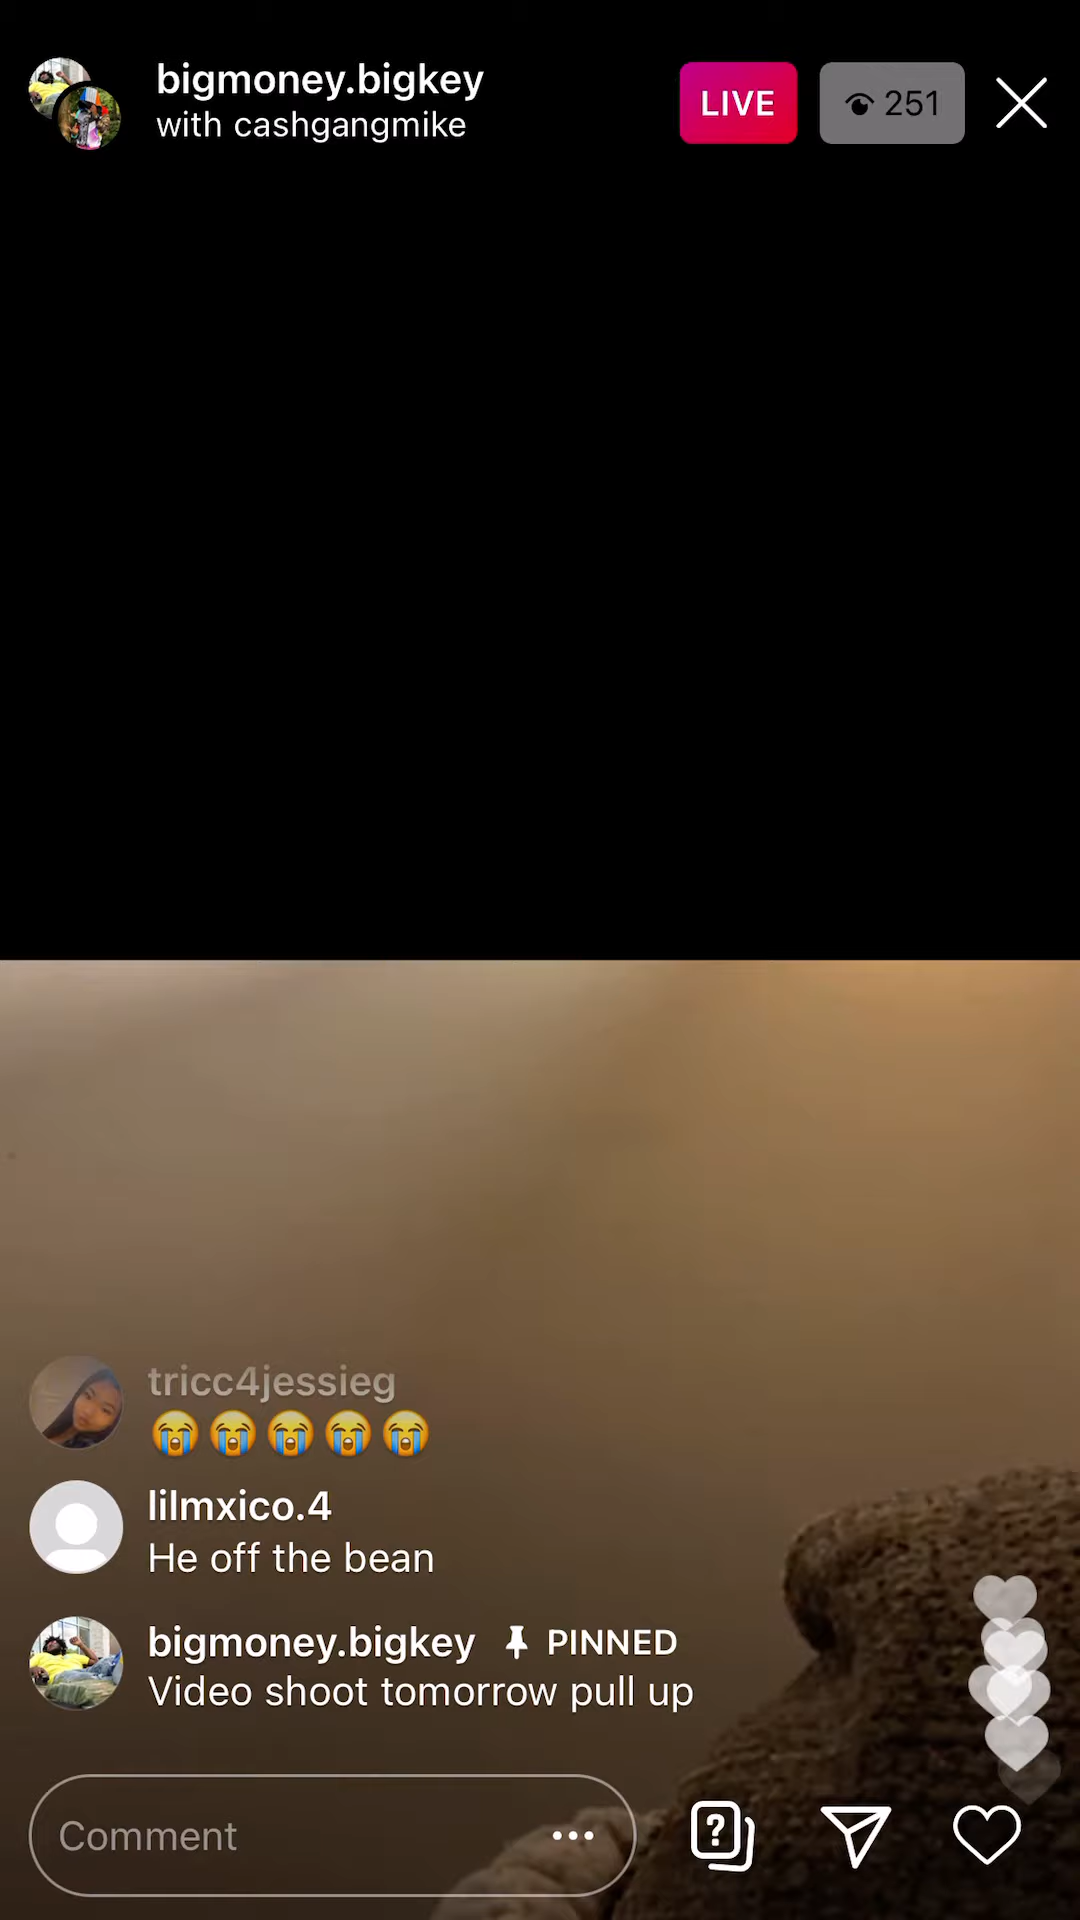 bigmoney.bigkey
with cashgangmike
LIVE
251
tricc4jessieg
😭😭😭😭😭
lilmxico.4
He off the bean
bigmoney.bigkey PINNED
Video shoot tomorrow pull up
Comment